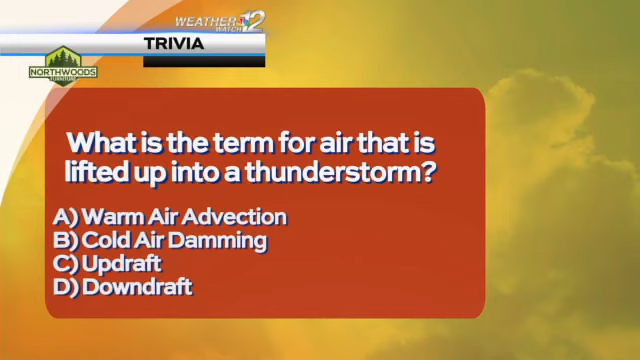 WEATHER 12
WATCH
TRIVIA
NORTHWOODS
FURNITURE
What is the term for air that is
lifted up into a thunderstorm?
A) Warm Air Advection
B) Cold Air Damming
C) Updraft
D) Downdraft